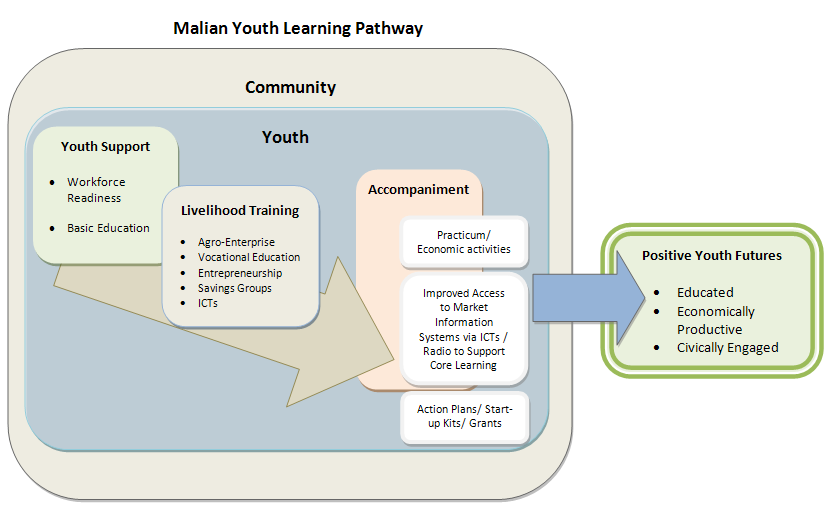 Malian Youth Learning Pathway
Community
Youth
Youth Support
• Workforce
Readiness
• Basic Education
Livelihood Training
• Agro-Enterprise
• Vocational Education
• Entrepreneurship
• Savings Groups
• ICTs
Accompaniment
Practicum/
Economic activities
Improved Access
to Market
Information
Systems via ICTs /
Radio to Support
Core Learning
Action Plans/ Start-
up Kits/ Grants
Positive Youth Futures
• Educated
• Economically
Productive
• Civically Engaged